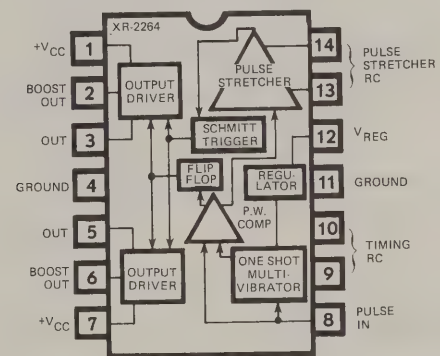 XR-2264
+VCC
1
BOOST
OUT
2
OUT
3
GROUND
4
OUT
5
BOOST
OUT
6
+VCC
7
OUTPUT
DRIVER
PULSE
STRETCHER
SCHMITT
TRIGGER
FLIP
FLOP
REGU-
LATOR
P.W.
COMP
OUTPUT
DRIVER
ONE SHOT
MULTI-
VIBRATOR
14
13
PULSE
STRETCHER
RC
12
VREG
11
GROUND
10
9
TIMING
RC
8
PULSE
IN